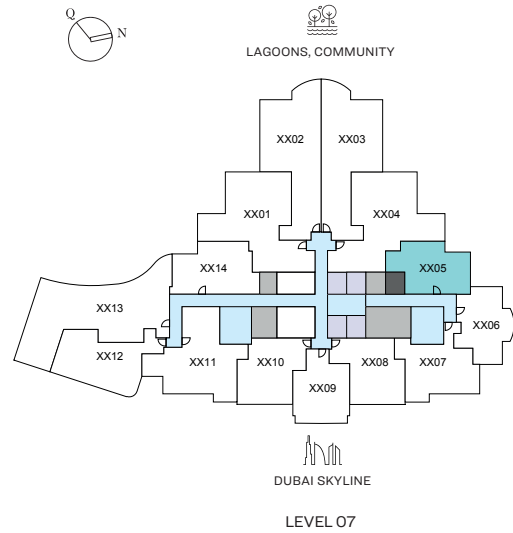 Q
N
LAGOONS, COMMUNITY
XX02
XX03
XX01
XX04
XX14
XX05
XX13
XX06
XX12
XX11
XX10
XX08
XX07
XX09
DUBAI SKYLINE
LEVEL 07